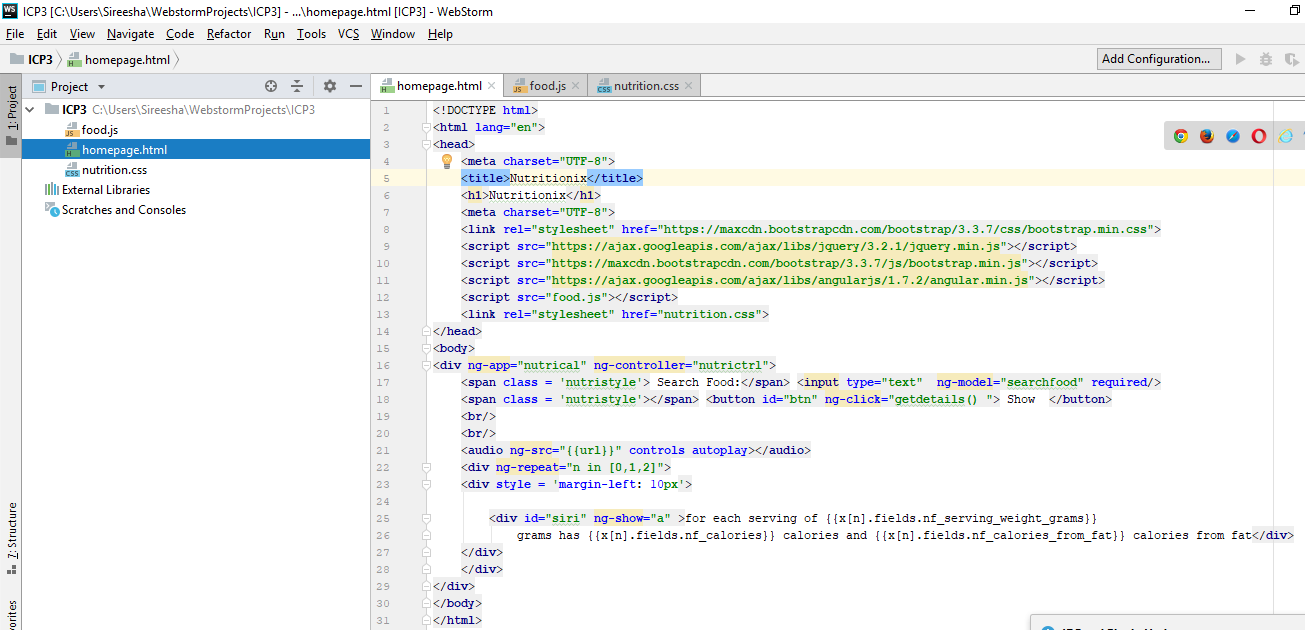 WS ICP3 [C:\Users\Sireesha\WebstormProjects\ICP3] - ...\homepage.html [ICP3] - WebStorm
File Edit View Navigate Code Refactor Run Tools VCS Window Help
ICP3 homepage.html Add Configuration...
1: Project
Project
homepage.html food.js nutrition.css
ICP3 C:\Users\Sireesha\WebstormProjects\ICP3
food.js
homepage.html
nutrition.css
External Libraries
Scratches and Consoles
7: Structure
1 <!DOCTYPE html>
2 <html lang="en">
3 <head>
4 <meta charset="UTF-8">
5 <title>Nutritionix</title>
6 <h1>Nutritionix</h1>
7 <meta charset="UTF-8">
8 <link rel="stylesheet" href="https://maxcdn.bootstrapcdn.com/bootstrap/3.3.7/css/bootstrap.min.css">
9 <script src="https://ajax.googleapis.com/ajax/libs/jquery/3.2.1/jquery.min.js"></script>
10 <script src="https://maxcdn.bootstrapcdn.com/bootstrap/3.3.7/js/bootstrap.min.js"></script>
11 <script src="https://ajax.googleapis.com/ajax/libs/angularjs/1.7.2/angular.min.js"></script>
12 <script src="food.js"></script>
13 <link rel="stylesheet" href="nutrition.css">
14 </head>
15 <body>
16 <div ng-app="nutrical" ng-controller="nutrictrl">
17 <span class = 'nutristyle'> Search Food:</span> <input type="text" ng-model="searchfood" required/>
18 <span class = 'nutristyle'></span> <button id="btn" ng-click="getdetails() "> Show </button>
19 <br/>
20 <br/>
21 <audio ng-src="{{url}}" controls autoplay></audio>
22 <div ng-repeat="n in [0,1,2]">
23 <div style = 'margin-left: 10px'>
24
25 <div id="siri" ng-show="a" >for each serving of {{x[n].fields.nf_serving_weight_grams}}
26 grams has {{x[n].fields.nf_calories}} calories and {{x[n].fields.nf_calories_from_fat}} calories from fat</div>
27 </div>
28 </div>
29 </div>
30 </body>
31 </html>